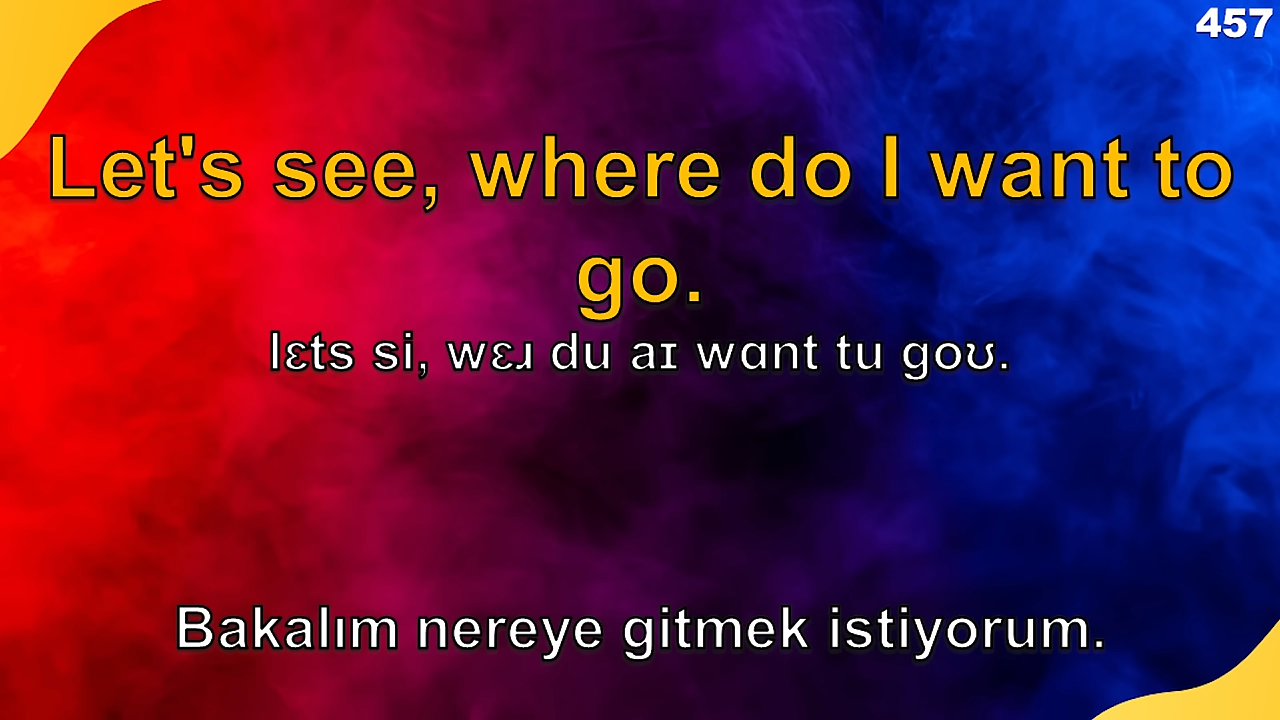 457
Let's see, where do I want to
go.
lɛts si, wɛɹ du aɪ wɑnt tu goʊ.
Bakalım nereye gitmek istiyorum.